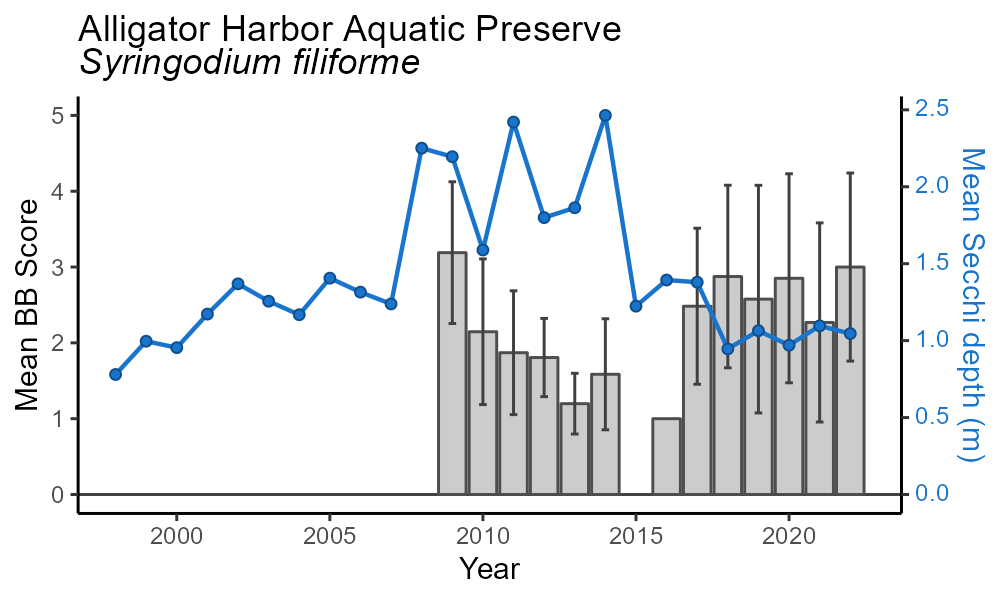 Alligator Harbor Aquatic Preserve
Syringodium filiforme
Mean BB Score
5
4
3
2
1
0
2.5
2.0
1.5
1.0
0.5
0.0
Mean Secchi depth (m)
2000 2005 2010 2015 2020
Year